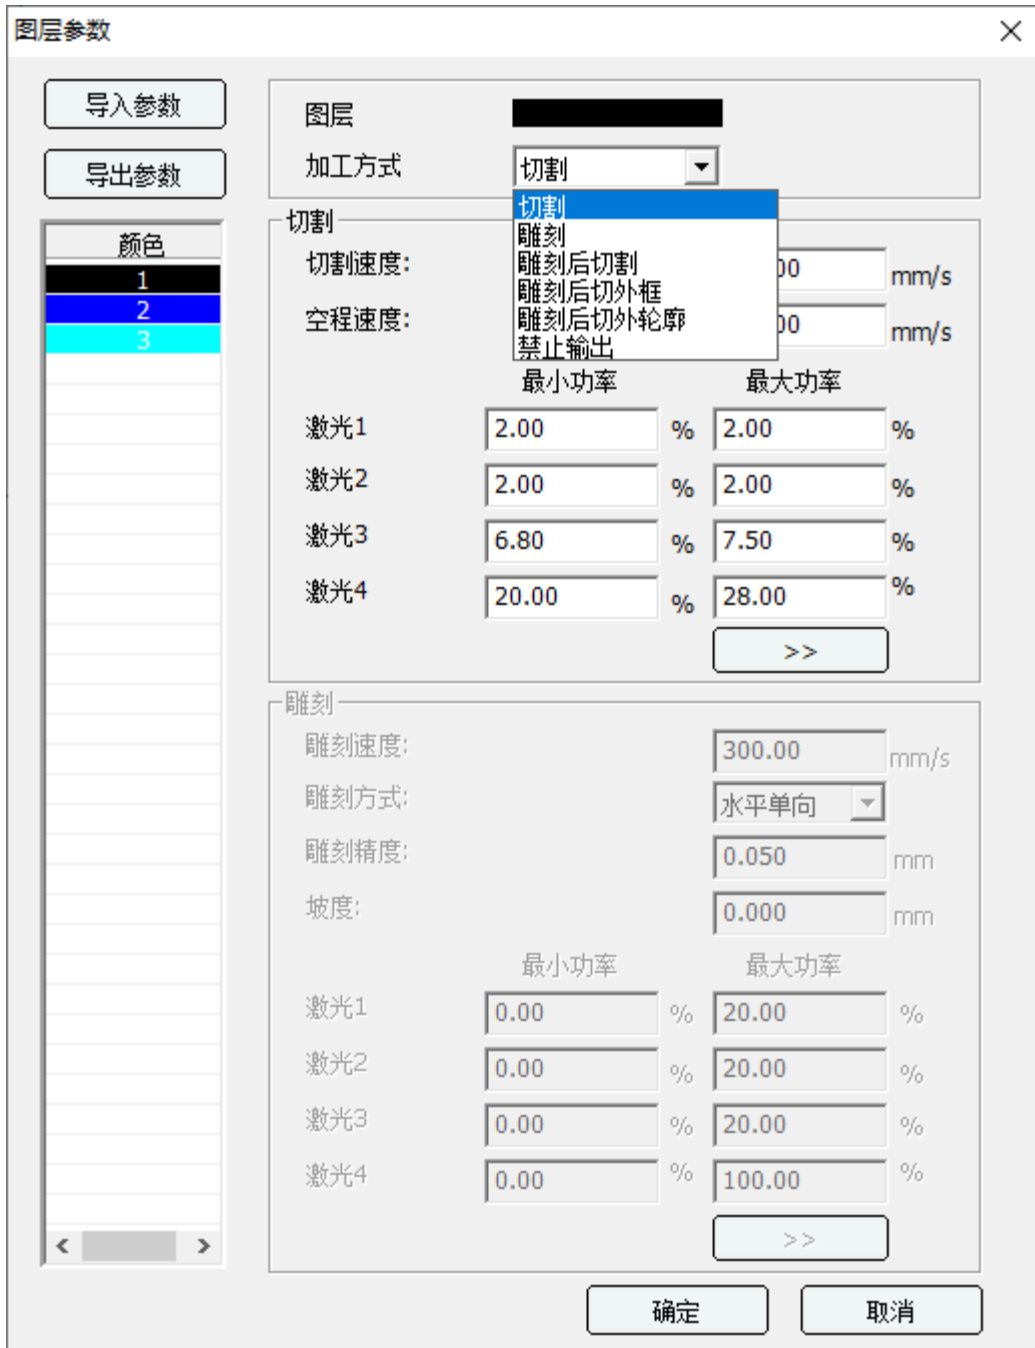 图层参数
导入参数
导出参数
颜色
1
2
3
图层
加工方式 切割
切割
雕刻
雕刻后切割
雕刻后切外框
雕刻后切外轮廓
禁止输出
切割
切割速度: 00 mm/s
空程速度: 00 mm/s
最小功率 最大功率
激光1 2.00 % 2.00 %
激光2 2.00 % 2.00 %
激光3 6.80 % 7.50 %
激光4 20.00 % 28.00 %
>>
雕刻
雕刻速度: 300.00 mm/s
雕刻方式: 水平单向
雕刻精度: 0.050 mm
坡度: 0.000 mm
最小功率 最大功率
激光1 0.00 % 20.00 %
激光2 0.00 % 20.00 %
激光3 0.00 % 20.00 %
激光4 0.00 % 100.00 %
>>
确定 取消